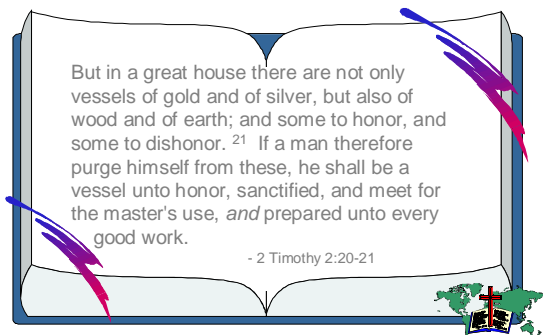 But in a great house there are not only
vessels of gold and of silver, but also of
wood and of earth; and some to honor, and
some to dishonor. 21 If a man therefore
purge himself from these, he shall be a
vessel unto honor, sanctified, and meet for
the master's use, and prepared unto every
good work.
- 2 Timothy 2:20-21